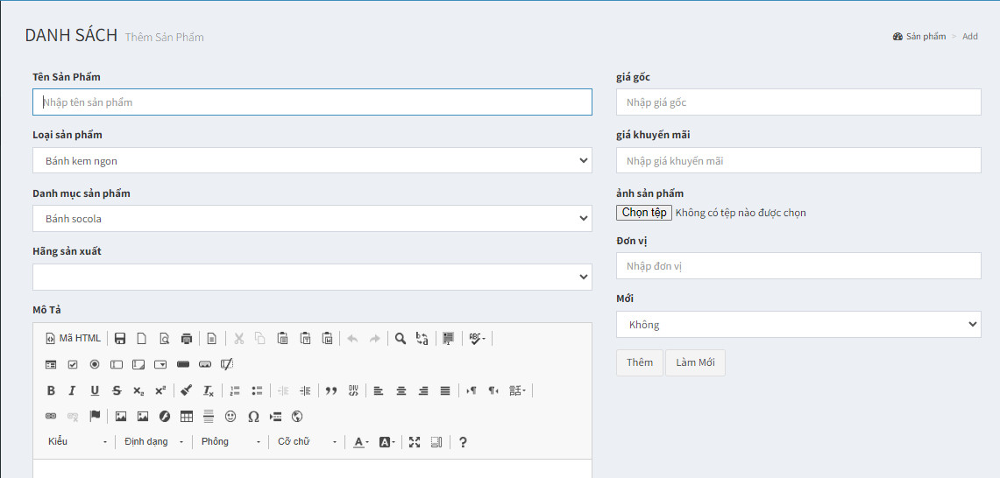 DANH SÁCH Thêm Sản Phẩm
Sản phẩm > Add
Tên Sản Phẩm
Nhập tên sản phẩm
Loại sản phẩm
Bánh kem ngon
Danh mục sản phẩm
Bánh socola
Hãng sản xuất
Mô Tả
Mã HTML
Kiểu Định dạng Phông Cỡ chữ
giá gốc
Nhập giá gốc
giá khuyến mãi
Nhập giá khuyến mãi
ảnh sản phẩm
Chọn tệp Không có tệp nào được chọn
Đơn vị
Nhập đơn vị
Mới
Không
Thêm Làm Mới